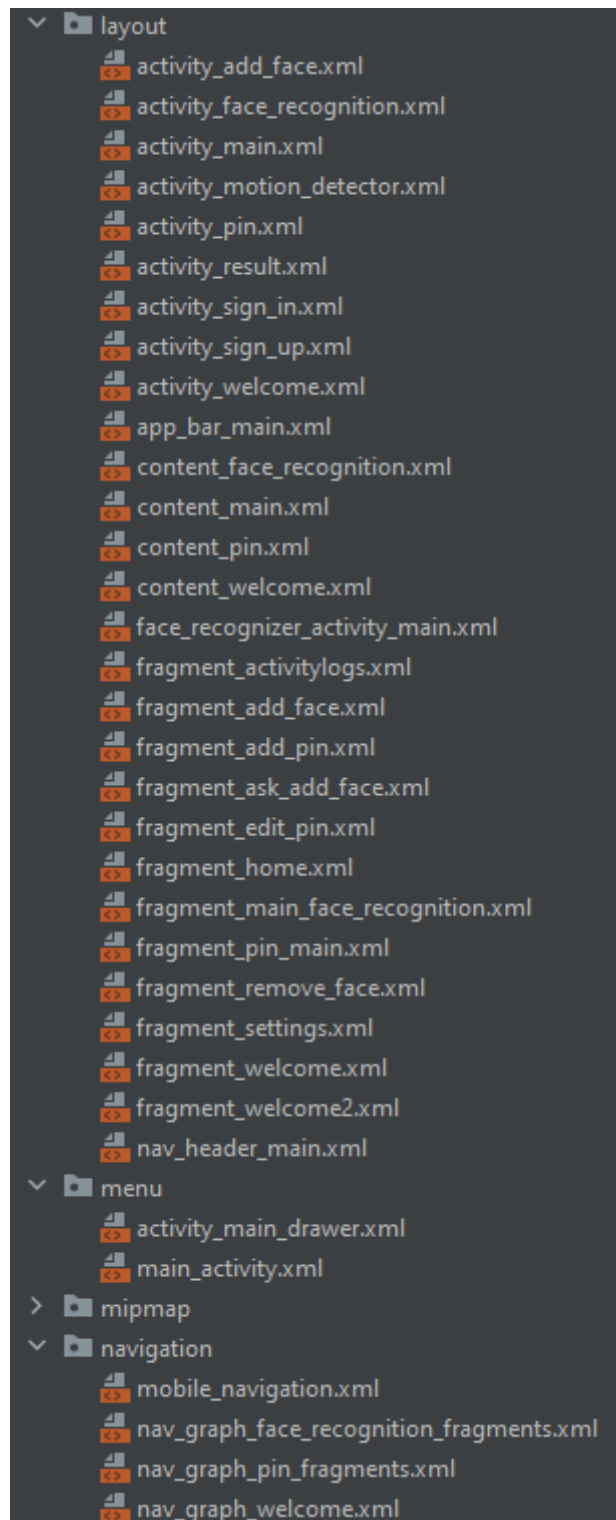 layout
activity_add_face.xml
activity_face_recognition.xml
activity_main.xml
activity_motion_detector.xml
activity_pin.xml
activity_result.xml
activity_sign_in.xml
activity_sign_up.xml
activity_welcome.xml
app_bar_main.xml
content_face_recognition.xml
content_main.xml
content_pin.xml
content_welcome.xml
face_recognizer_activity_main.xml
fragment_activitylogs.xml
fragment_add_face.xml
fragment_add_pin.xml
fragment_ask_add_face.xml
fragment_edit_pin.xml
fragment_home.xml
fragment_main_face_recognition.xml
fragment_pin_main.xml
fragment_remove_face.xml
fragment_settings.xml
fragment_welcome.xml
fragment_welcome2.xml
nav_header_main.xml
menu
activity_main_drawer.xml
main_activity.xml
mipmap
navigation
mobile_navigation.xml
nav_graph_face_recognition_fragments.xml
nav_graph_pin_fragments.xml
nav_graph_welcome.xml